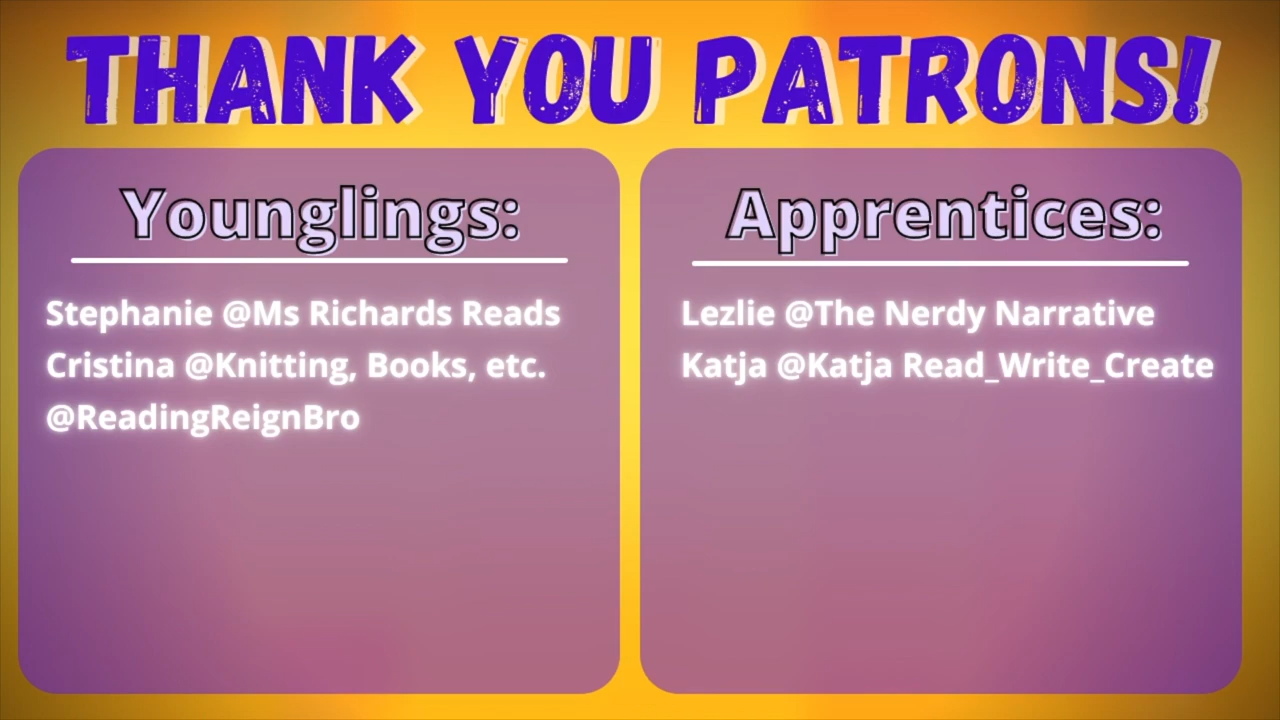 THANK YOU PATRONS!
Younglings:
Stephanie @Ms Richards Reads
Cristina @Knitting, Books, etc.
@ReadingReignBro
Apprentices:
Lezlie @The Nerdy Narrative
Katja @Katja Read_Write_Create